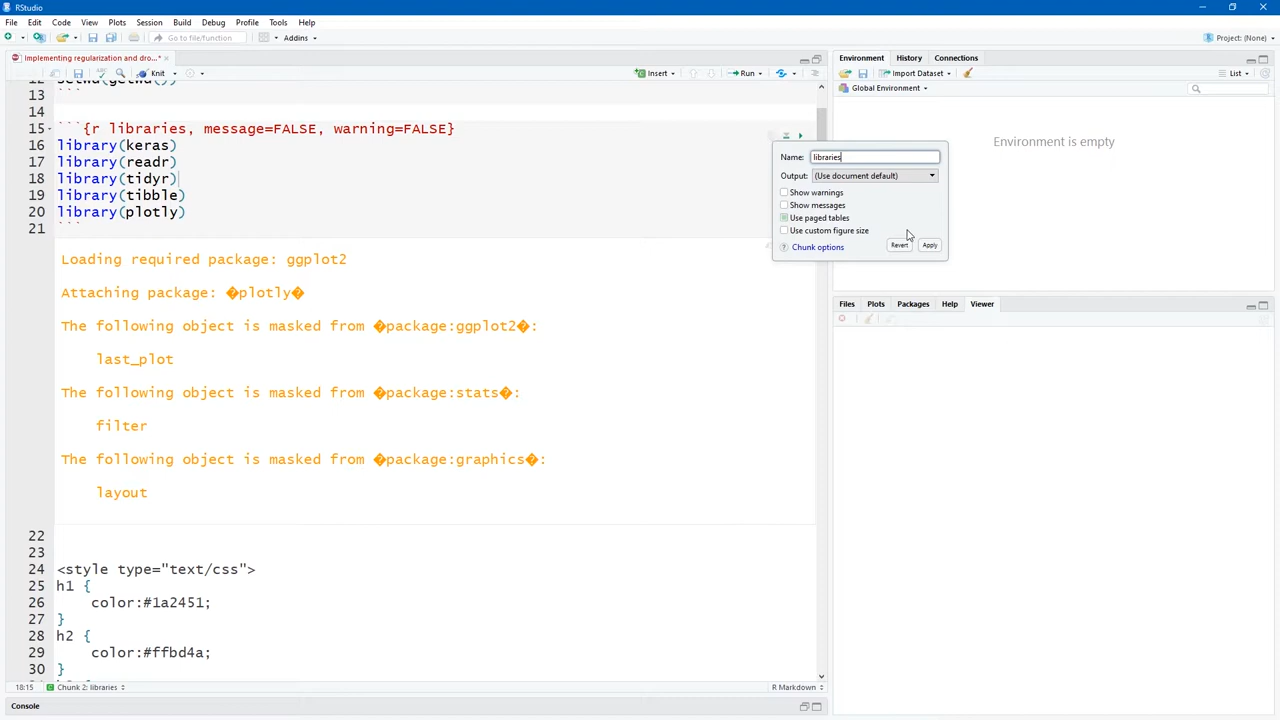 RStudio
File Edit Code View Plots Session Build Debug Profile Tools Help
Go to file/function Addins Project: (None)
Implementing regularization and dro...*
Knit Insert Run
13 ```
14
15 ```{r libraries, message=FALSE, warning=FALSE}
16 library(keras)
17 library(readr)
18 library(tidyr)
19 library(tibble)
20 library(plotly)
21 ```
Loading required package: ggplot2
Attaching package: �plotly�
The following object is masked from �package:ggplot2�:
last_plot
The following object is masked from �package:stats�:
filter
The following object is masked from �package:graphics�:
layout
22
23
24 <style type="text/css">
25 h1 {
26 color:#1a2451;
27 }
28 h2 {
29 color:#ffbd4a;
30 }
18:15 Chunk 2: libraries R Markdown
Console
Name: libraries
Output: (Use document default)
Show warnings
Show messages
Use paged tables
Use custom figure size
? Chunk options Revert Apply
Environment History Connections
Import Dataset List
Global Environment
Environment is empty
Files Plots Packages Help Viewer